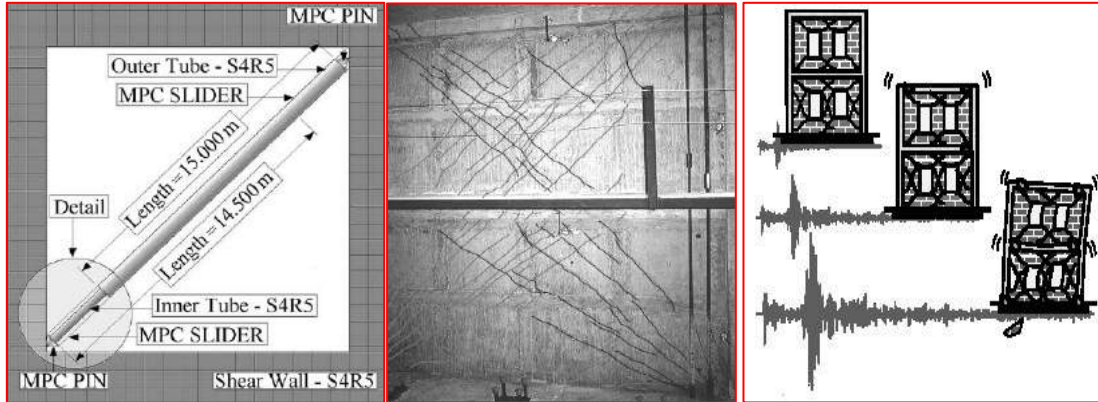 MPC PIN
Outer Tube - S4R5
MPC SLIDER
Length = 15.000 m
Length = 14.500 m
Detail
Inner Tube - S4R5
MPC SLIDER
MPC PIN
Shear Wall - S4R5